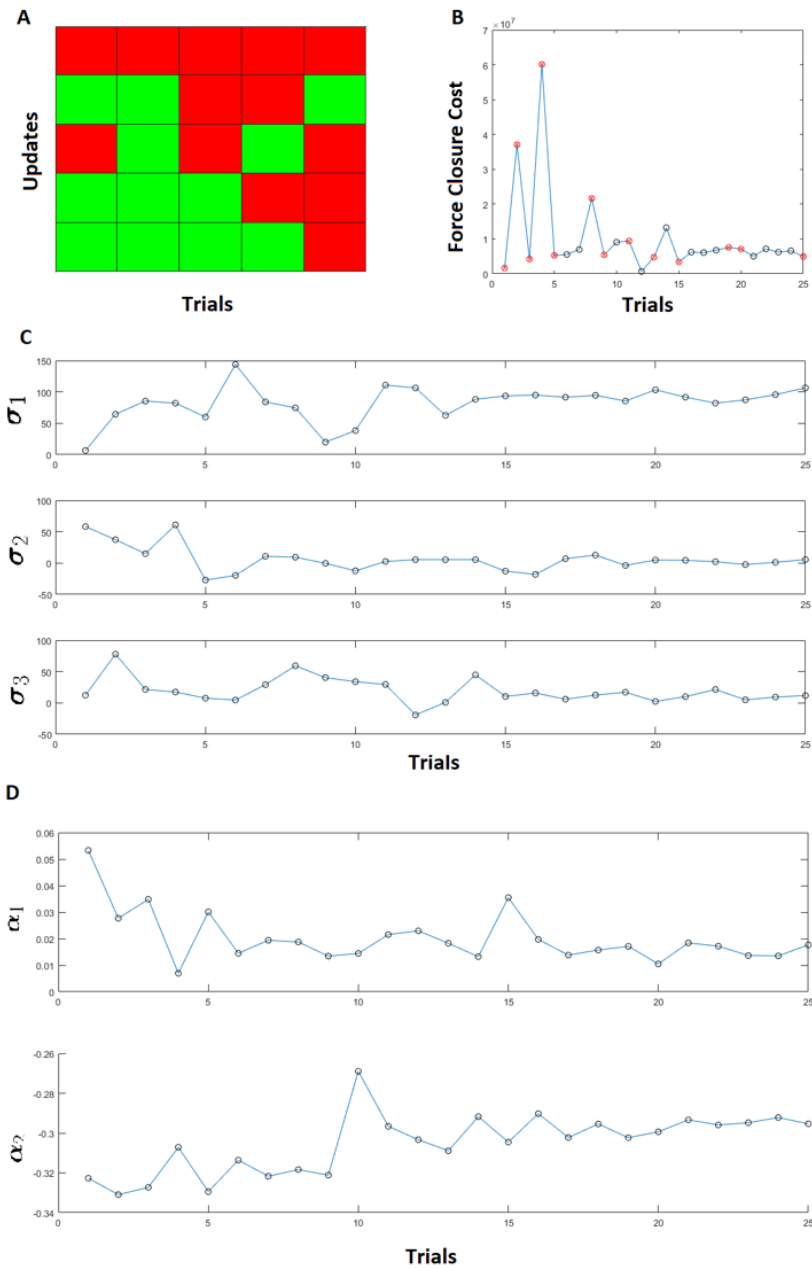 A
Updates
Trials
B
×10^7
Force Closure Cost
7
6
5
4
3
2
1
0
0 5 10 15 20 25
Trials
C
σ1
150
100
50
0
0 5 10 15 20 25
σ2
100
50
0
-50
0 5 10 15 20 25
σ3
100
50
0
-50
0 5 10 15 20 25
Trials
D
α1
0.06
0.05
0.04
0.03
0.02
0.01
0
0 5 10 15 20 25
α2
-0.26
-0.28
-0.3
-0.32
-0.34
0 5 10 15 20 25
Trials